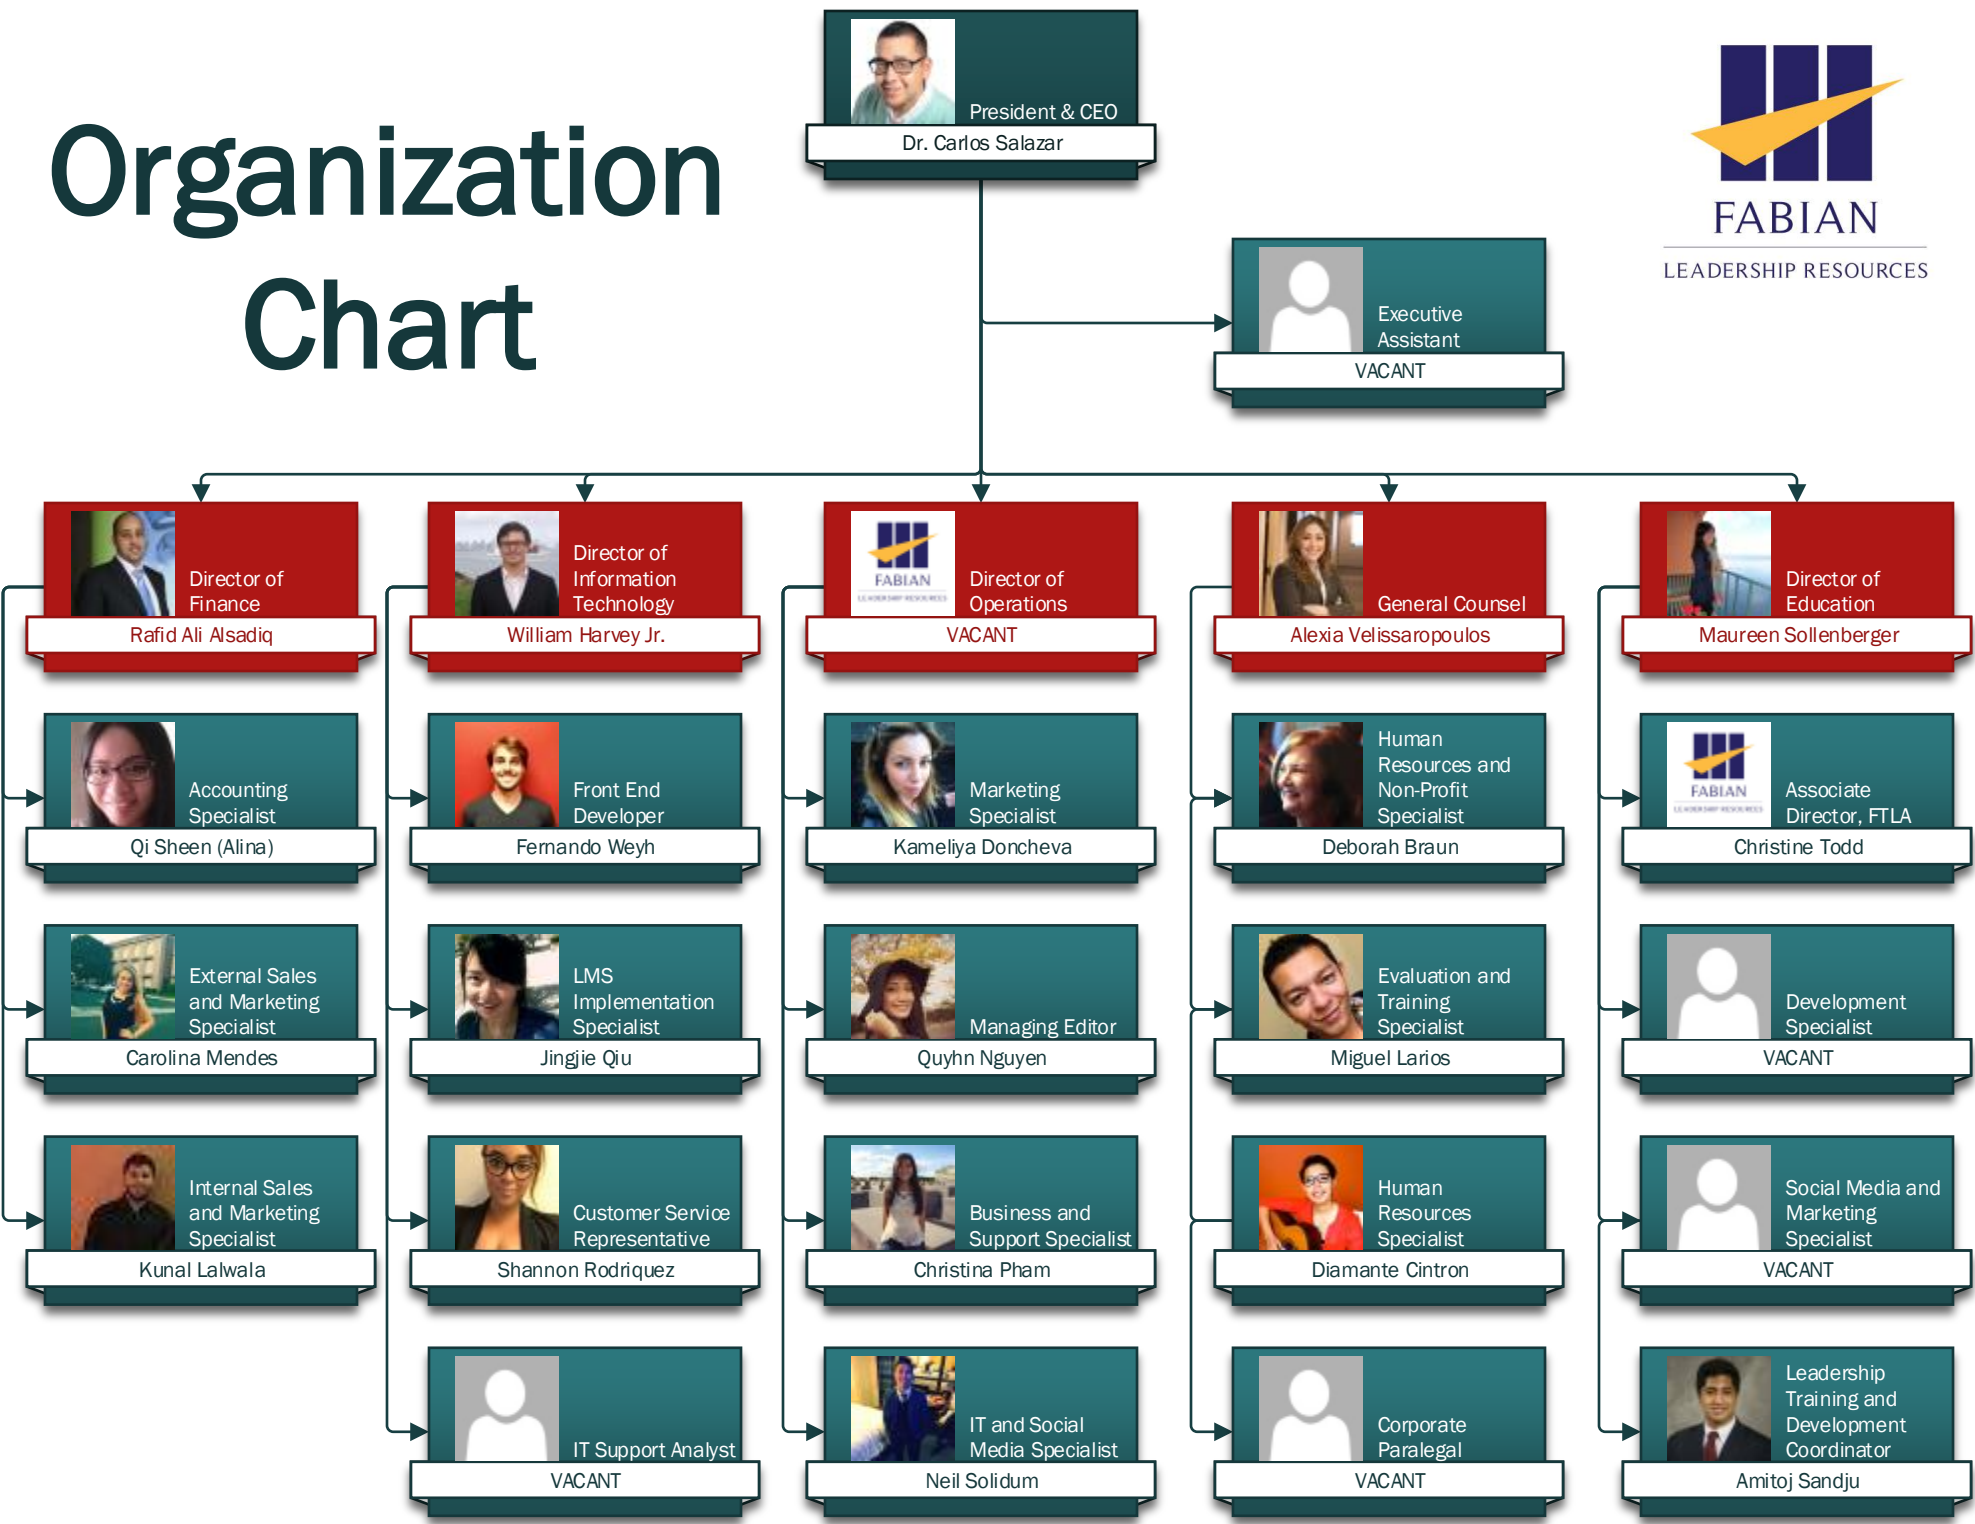 Organization
Chart
President & CEO
Dr. Carlos Salazar
FABIAN
LEADERSHIP RESOURCES
Executive
Assistant
VACANT
Director of
Finance
Rafid Ali Alsadiq
Director of
Information
Technology
William Harvey Jr.
FABIAN
LEADERSHIP RESOURCES
Director of
Operations
VACANT
General Counsel
Alexia Velissaropoulos
Director of
Education
Maureen Sollenberger
Accounting
Specialist
Qi Sheen (Alina)
Front End
Developer
Fernando Weyh
Marketing
Specialist
Kameliya Doncheva
Human
Resources and
Non-Profit
Specialist
Deborah Braun
FABIAN
LEADERSHIP RESOURCES
Associate
Director, FTLA
Christine Todd
External Sales
and Marketing
Specialist
Carolina Mendes
LMS
Implementation
Specialist
Jingjie Qiu
Managing Editor
Quyhn Nguyen
Evaluation and
Training
Specialist
Miguel Larios
Development
Specialist
VACANT
Internal Sales
and Marketing
Specialist
Kunal Lalwala
Customer Service
Representative
Shannon Rodriquez
Business and
Support Specialist
Christina Pham
Human
Resources
Specialist
Diamante Cintron
Social Media and
Marketing
Specialist
VACANT
IT Support Analyst
VACANT
IT and Social
Media Specialist
Neil Solidum
Corporate
Paralegal
VACANT
Leadership
Training and
Development
Coordinator
Amitoj Sandju